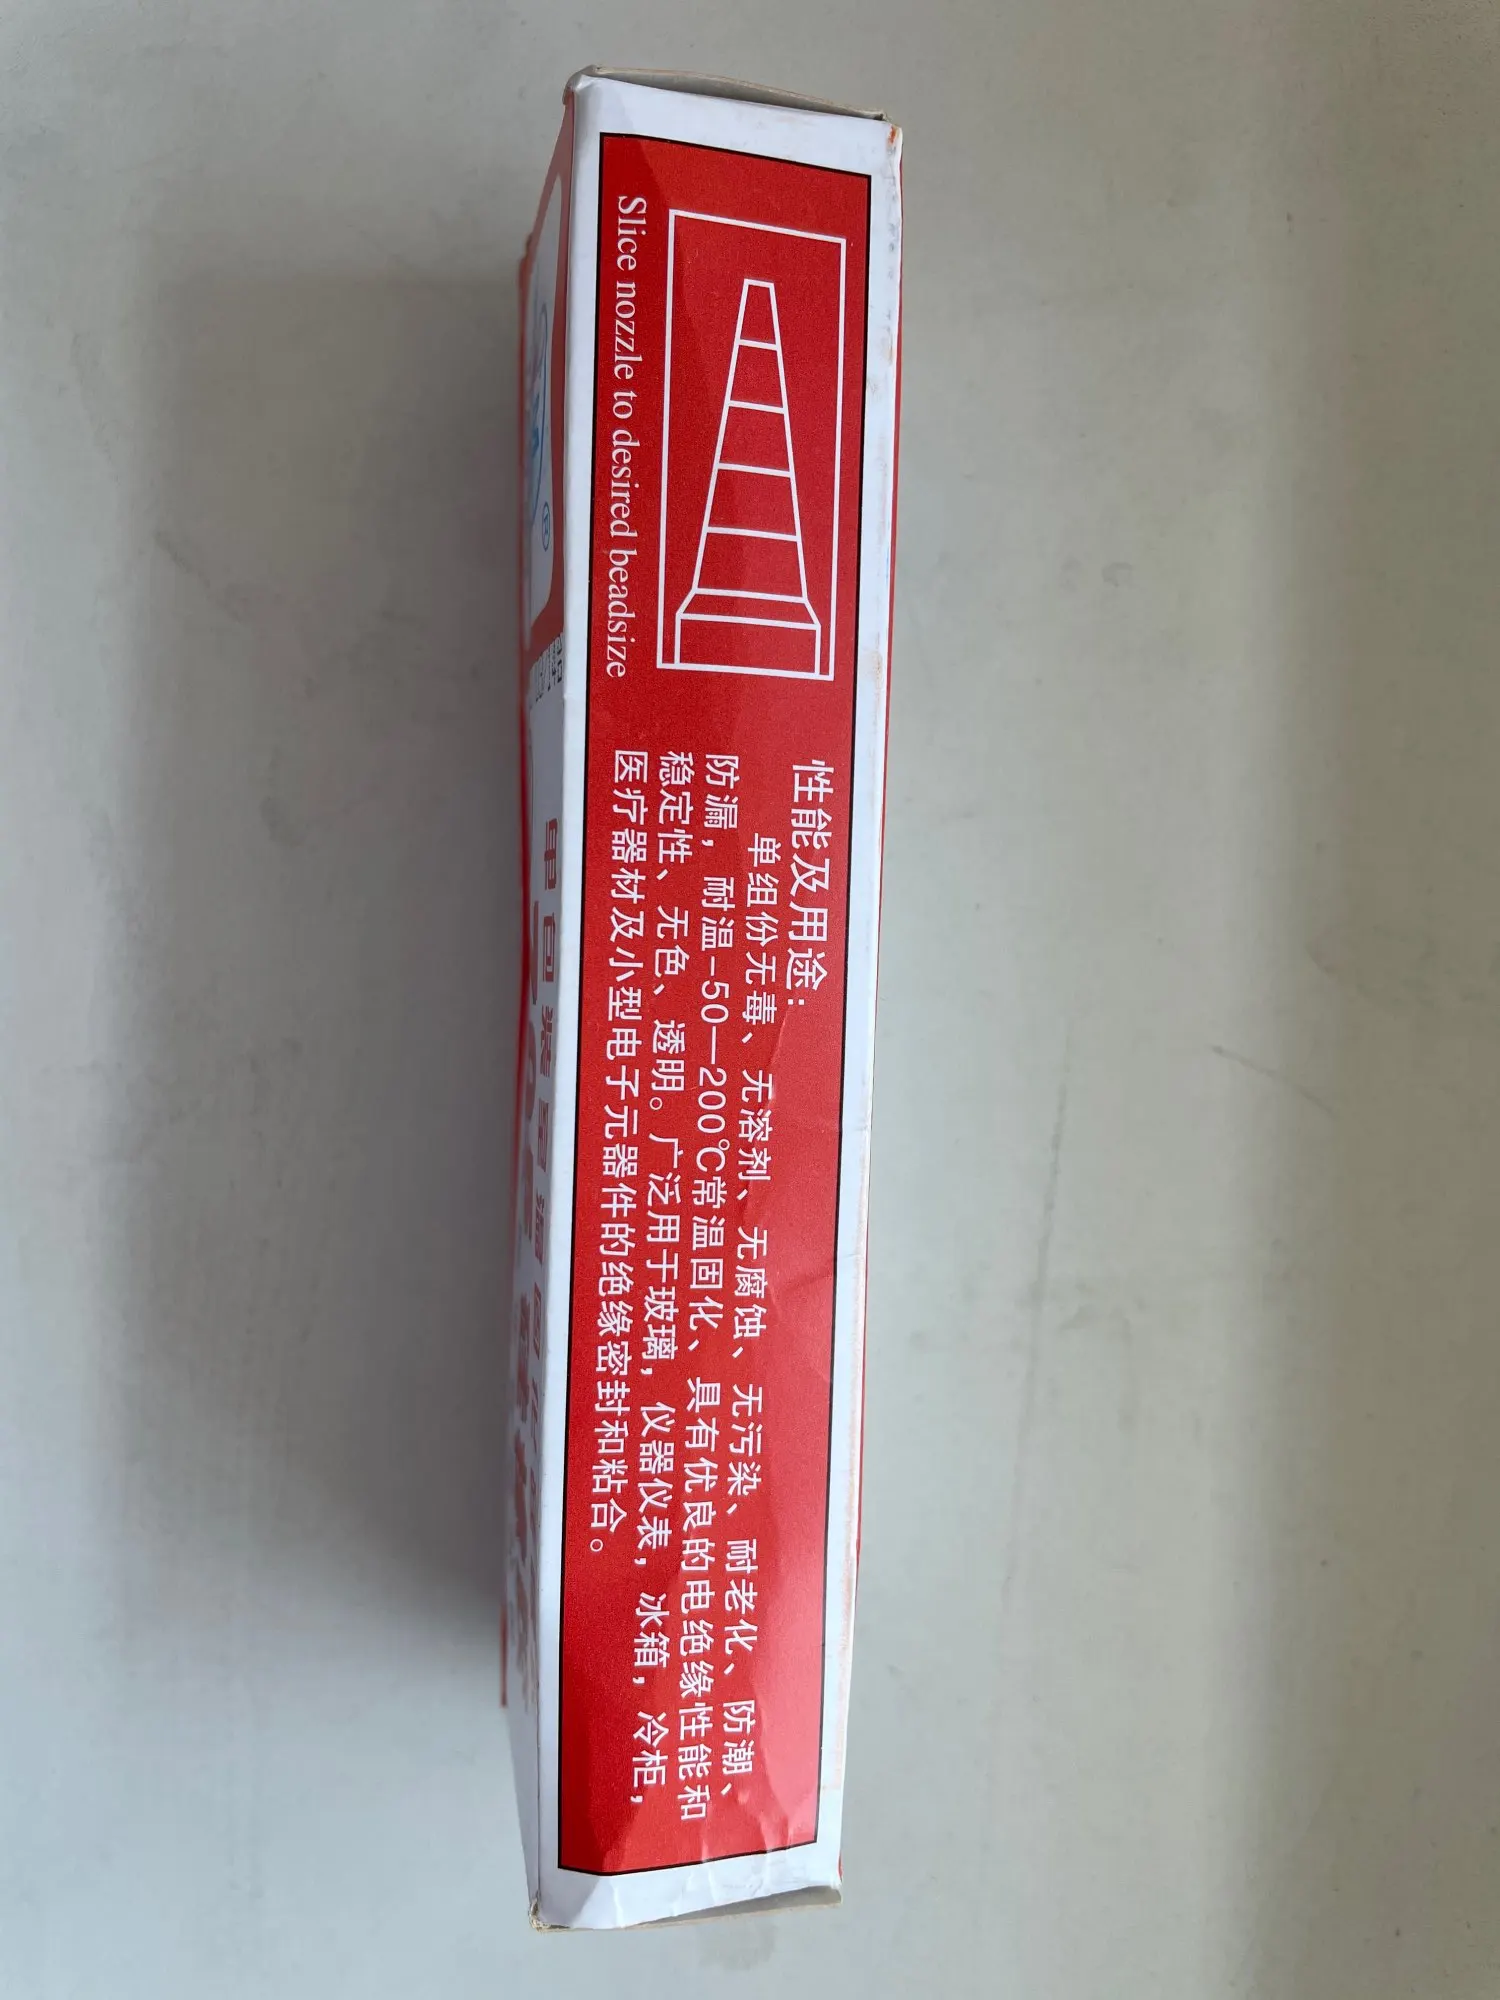 Slice nozzle to desired beadsize
性能及用途：
单组份无毒、无溶剂、无腐蚀、无污染、耐老化、防潮、
防漏，耐温-50—200℃常温固化、具有优良的电绝缘性能和
稳定性、无色、透明。广泛用于玻璃，仪器仪表，冰箱，冷柜，
医疗器材及小型电子元器件的绝缘密封和粘合。
®